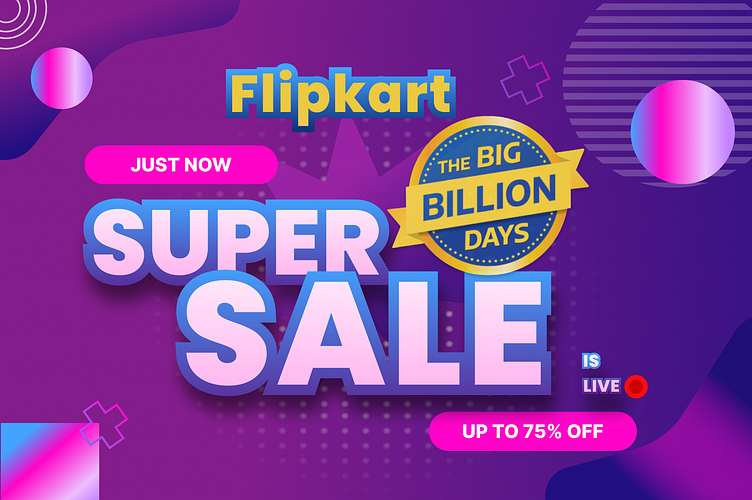 Flipkart
JUST NOW
THE BIG
BILLION
DAYS
SUPER
SALE
IS
LIVE
UP TO 75% OFF